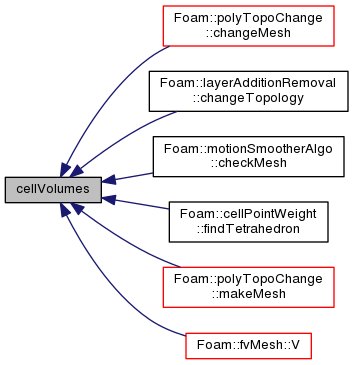 Foam::polyTopoChange
::changeMesh
Foam::layerAdditionRemoval
::changeTopology
Foam::motionSmootherAlgo
::checkMesh
cellVolumes
Foam::cellPointWeight
::findTetrahedron
Foam::polyTopoChange
::makeMesh
Foam::fvMesh::V